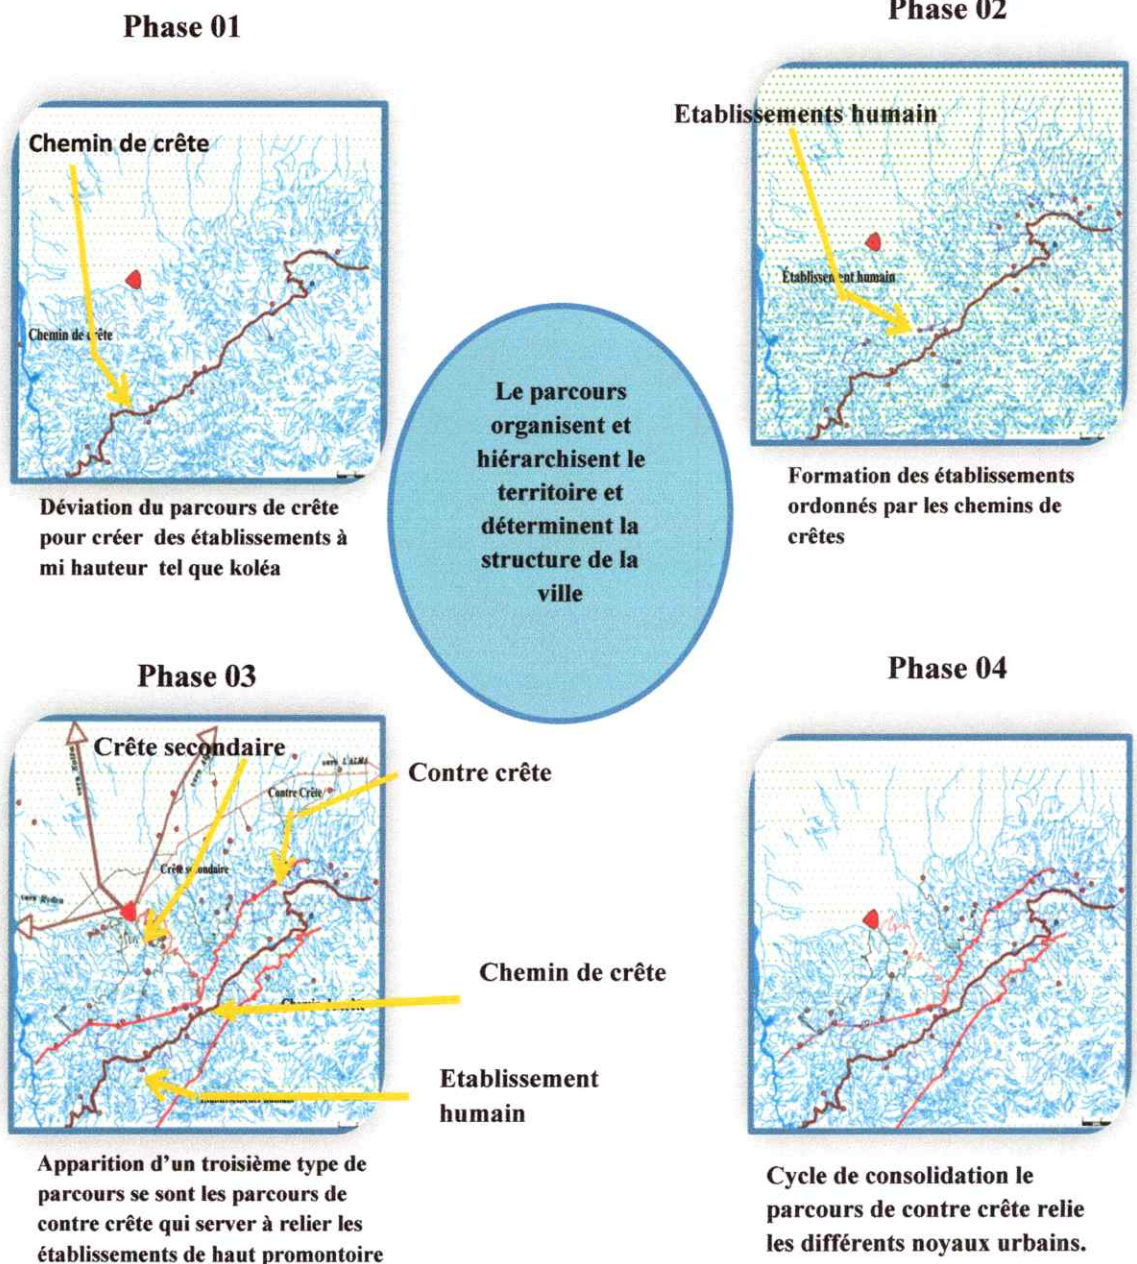 Phase 01
Phase 02
Chemin de crête
Chemin de crête
Etablissements humain
Établissement humain
Déviation du parcours de crête
pour créer des établissements à
mi hauteur tel que koléa
Formation des établissements
ordonnés par les chemins de
crêtes
Le parcours
organisent et
hiérarchisent le
territoire et
déterminent la
structure de la
ville
Phase 03
Phase 04
Crête secondaire
vers
vers
vers L'ALMA
Contre Crête
Crête secondaire
vers
Contre crête
Chemin de crête
Chemin de crête
Etablissement
humain
Apparition d'un troisième type de
parcours se sont les parcours de
contre crête qui server à relier les
établissements de haut promontoire
Cycle de consolidation le
parcours de contre crête relie
les différents noyaux urbains.